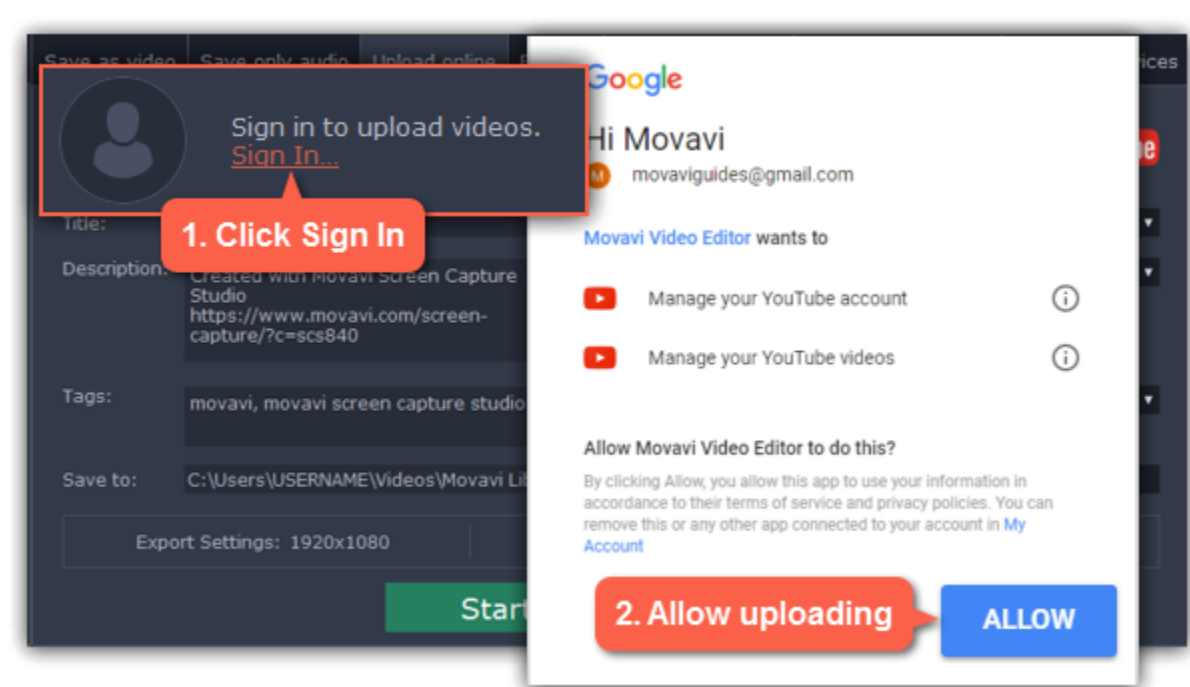 Save as video Save only audio Upload online
Sign in to upload videos.
Sign In...
1. Click Sign In
Title:
Description:
Created with Movavi Screen Capture
Studio
https://www.movavi.com/screen-
capture/?c=scs840
Tags:
movavi, movavi screen capture studio
Save to:
C:\Users\USERNAME\Videos\Movavi Li
Export Settings: 1920x1080
Start
Google
Hi Movavi
M
movaviguides@gmail.com
Movavi Video Editor wants to
Manage your YouTube account
Manage your YouTube videos
Allow Movavi Video Editor to do this?
By clicking Allow, you allow this app to use your information in
accordance to their terms of service and privacy policies. You can
remove this or any other app connected to your account in My
Account
2. Allow uploading
ALLOW